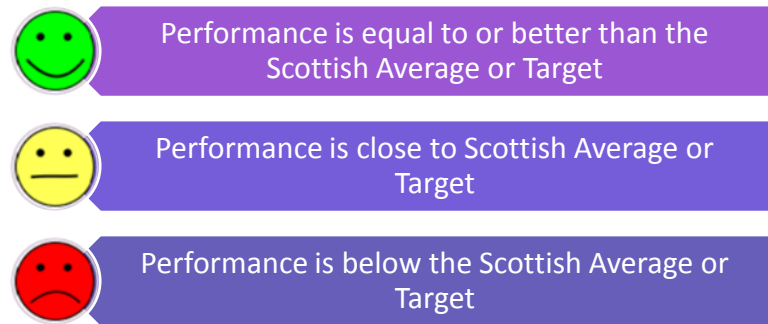 Performance is equal to or better than the
Scottish Average or Target
Performance is close to Scottish Average or
Target
Performance is below the Scottish Average or
Target